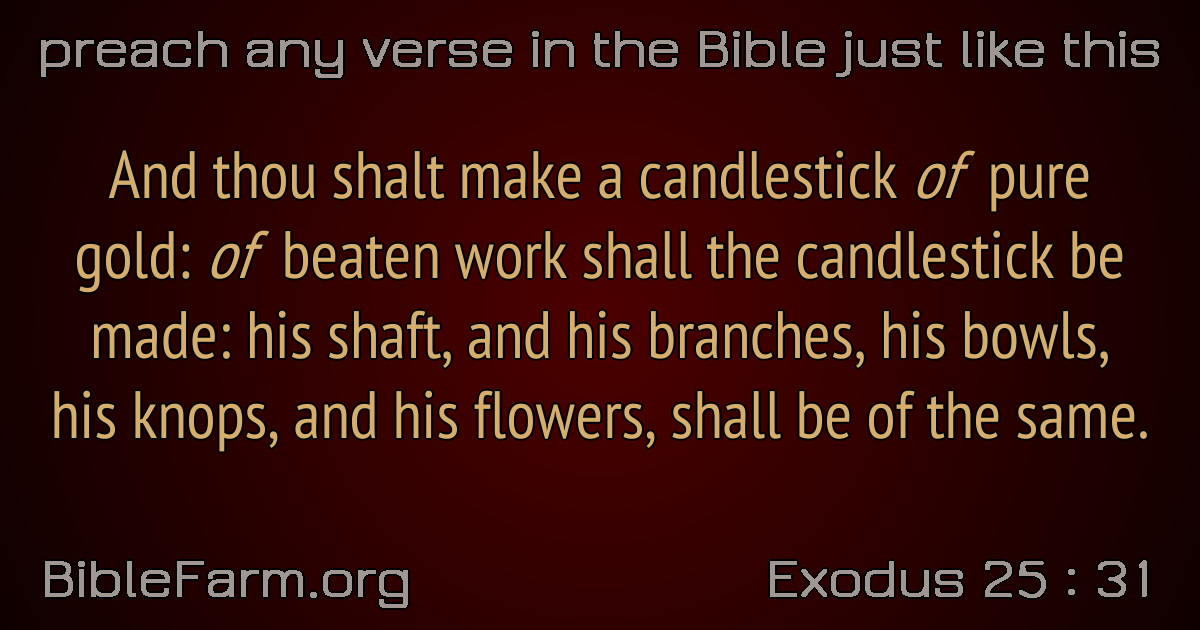 preach any verse in the Bible just like this
And thou shalt make a candlestick of pure
gold: of beaten work shall the candlestick be
made: his shaft, and his branches, his bowls,
his knops, and his flowers, shall be of the same.
BibleFarm.org
Exodus 25 : 31